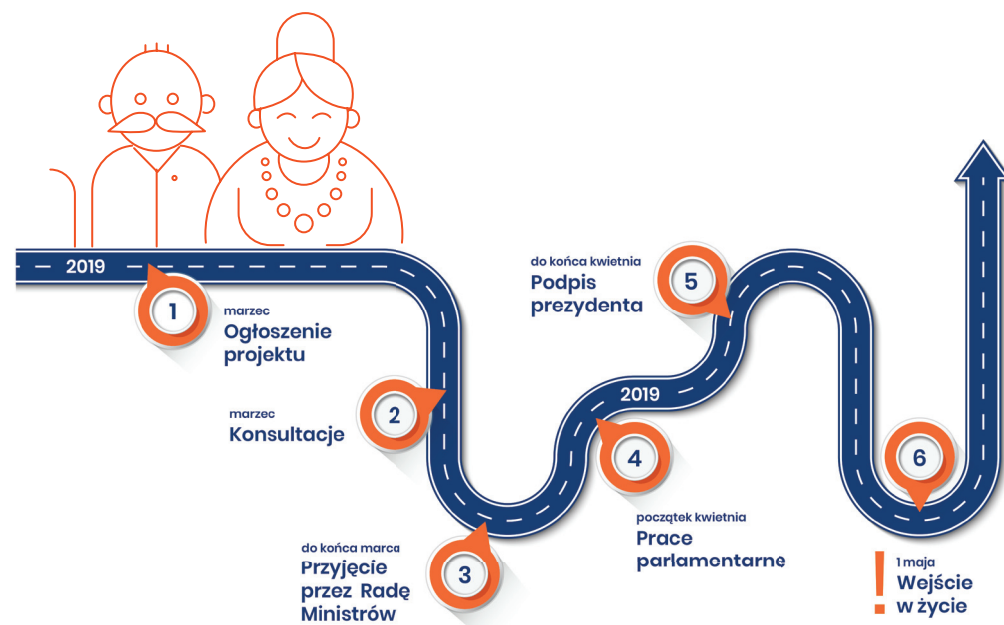 2019
1
marzec
Ogłoszenie
projektu
2
marzec
Konsultacje
do końca marca
Przyjęcie
przez Radę
Ministrów
3
2019
4
początek kwietnia
Prace
parlamontarne
do końca kwietnia
Podpis
prezydenta
5
6
!
1 maja
Wejście
w życie